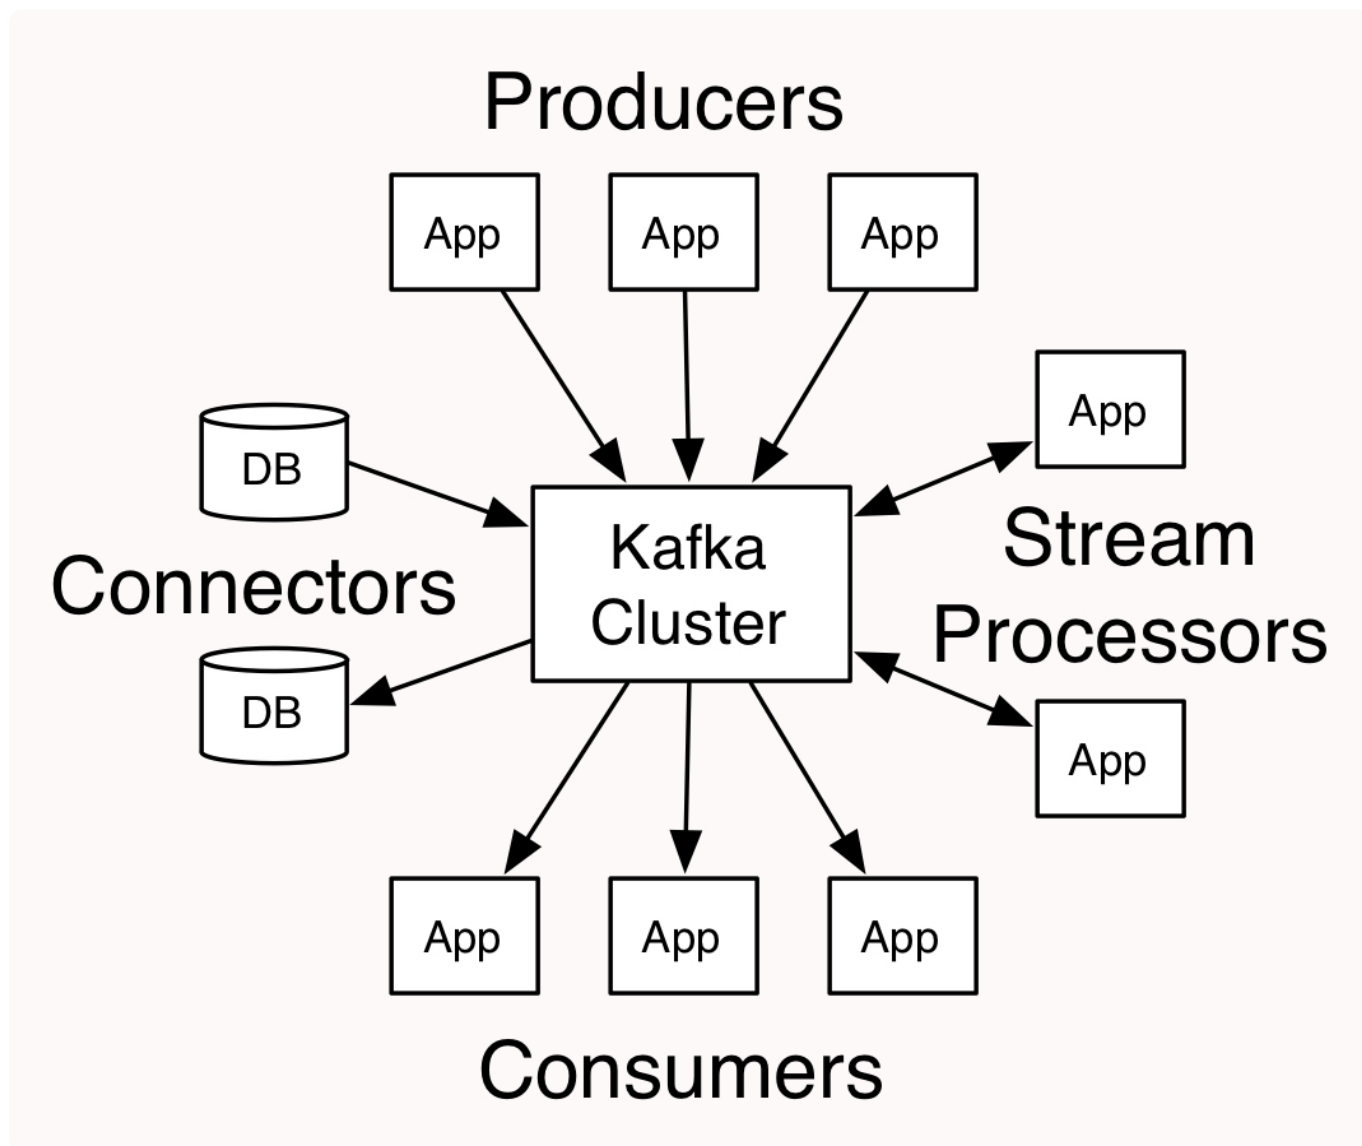 Producers
App
App
App
App
DB
Kafka
Cluster
Stream
Processors
Connectors
DB
App
App
App
App
Consumers